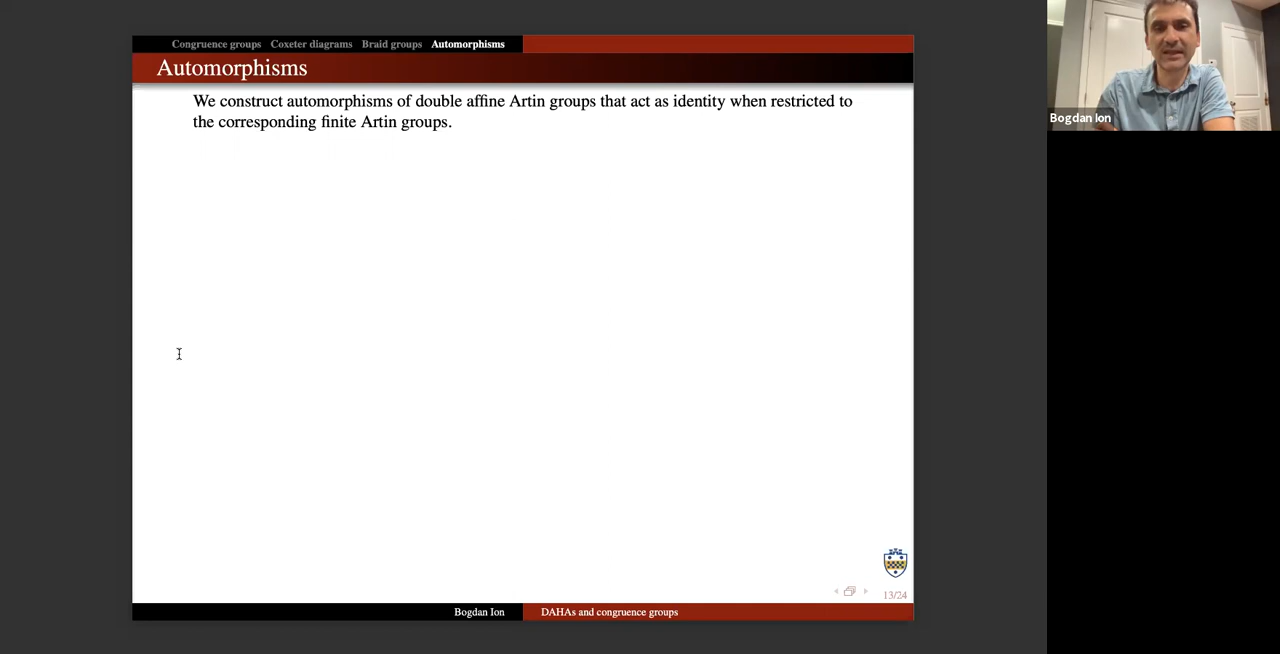 Congruence groups Coxeter diagrams Braid groups Automorphisms
Automorphisms
We construct automorphisms of double affine Artin groups that act as identity when restricted to
the corresponding finite Artin groups.
13/24
Bogdan Ion DAHAs and congruence groups
Bogdan Ion